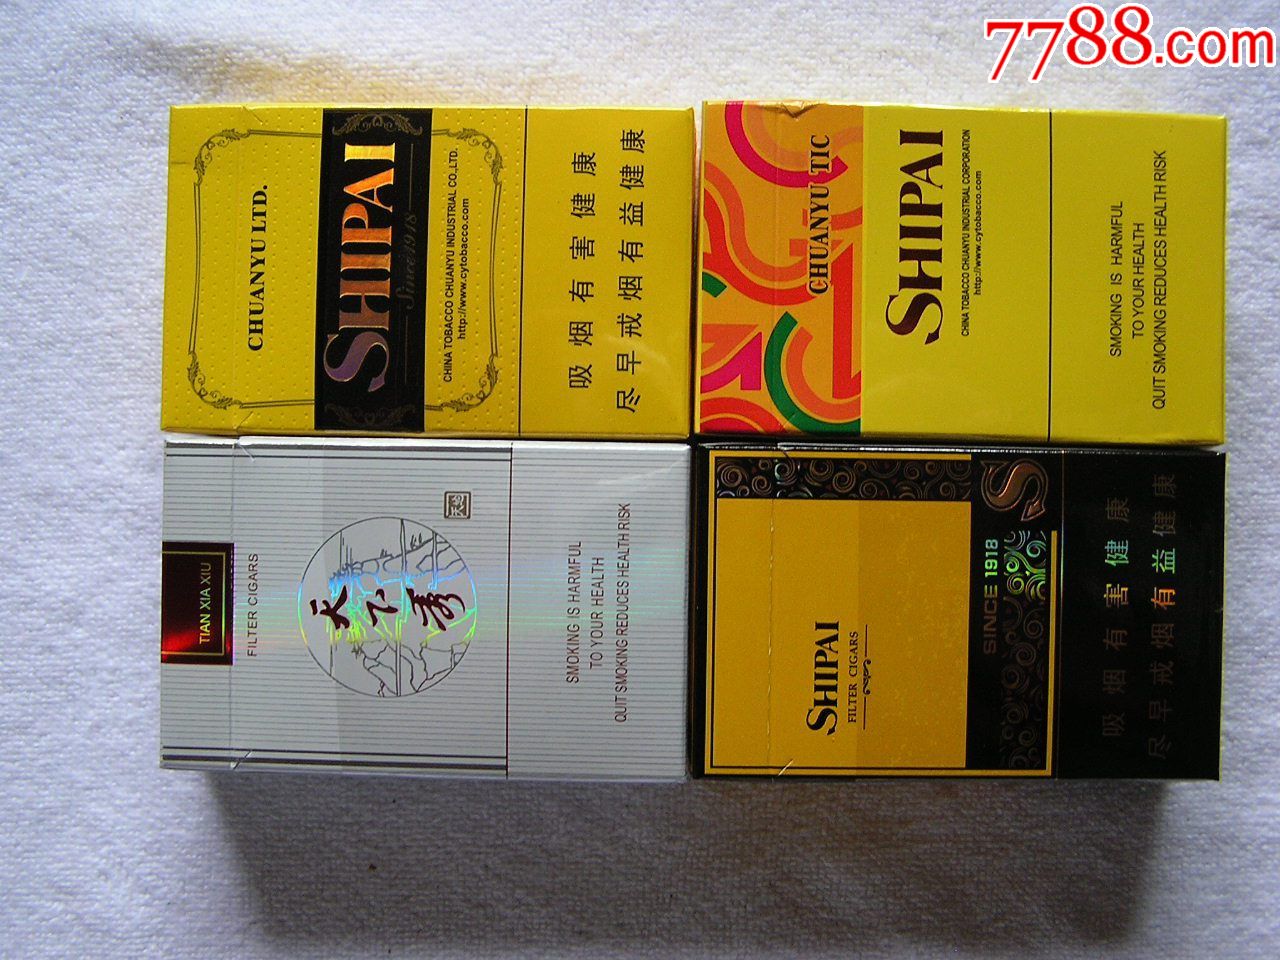 7788.com
CHUANYU LTD.
SHIPAI
Since 1918
CHINA TOBACCO CHUANYU INDUSTRIAL CO.,LTD.
http://www.cytobacco.com
吸烟有害健康
尽早戒烟有益健康
CHUANYU TIC
SHIPAI
CHINA TOBACCO CHUANYU INDUSTRIAL CORPORATION
http://www.cytobacco.com
SMOKING IS HARMFUL
TO YOUR HEALTH
QUIT SMOKING REDUCES HEALTH RISK
TIAN XIA XIU
FILTER CIGARS
天下秀
SMOKING IS HARMFUL
TO YOUR HEALTH
QUIT SMOKING REDUCES HEALTH RISK
SHIPAI
FILTER CIGARS
SINCE 1918
S
吸烟有害健康
尽早戒烟有益健康